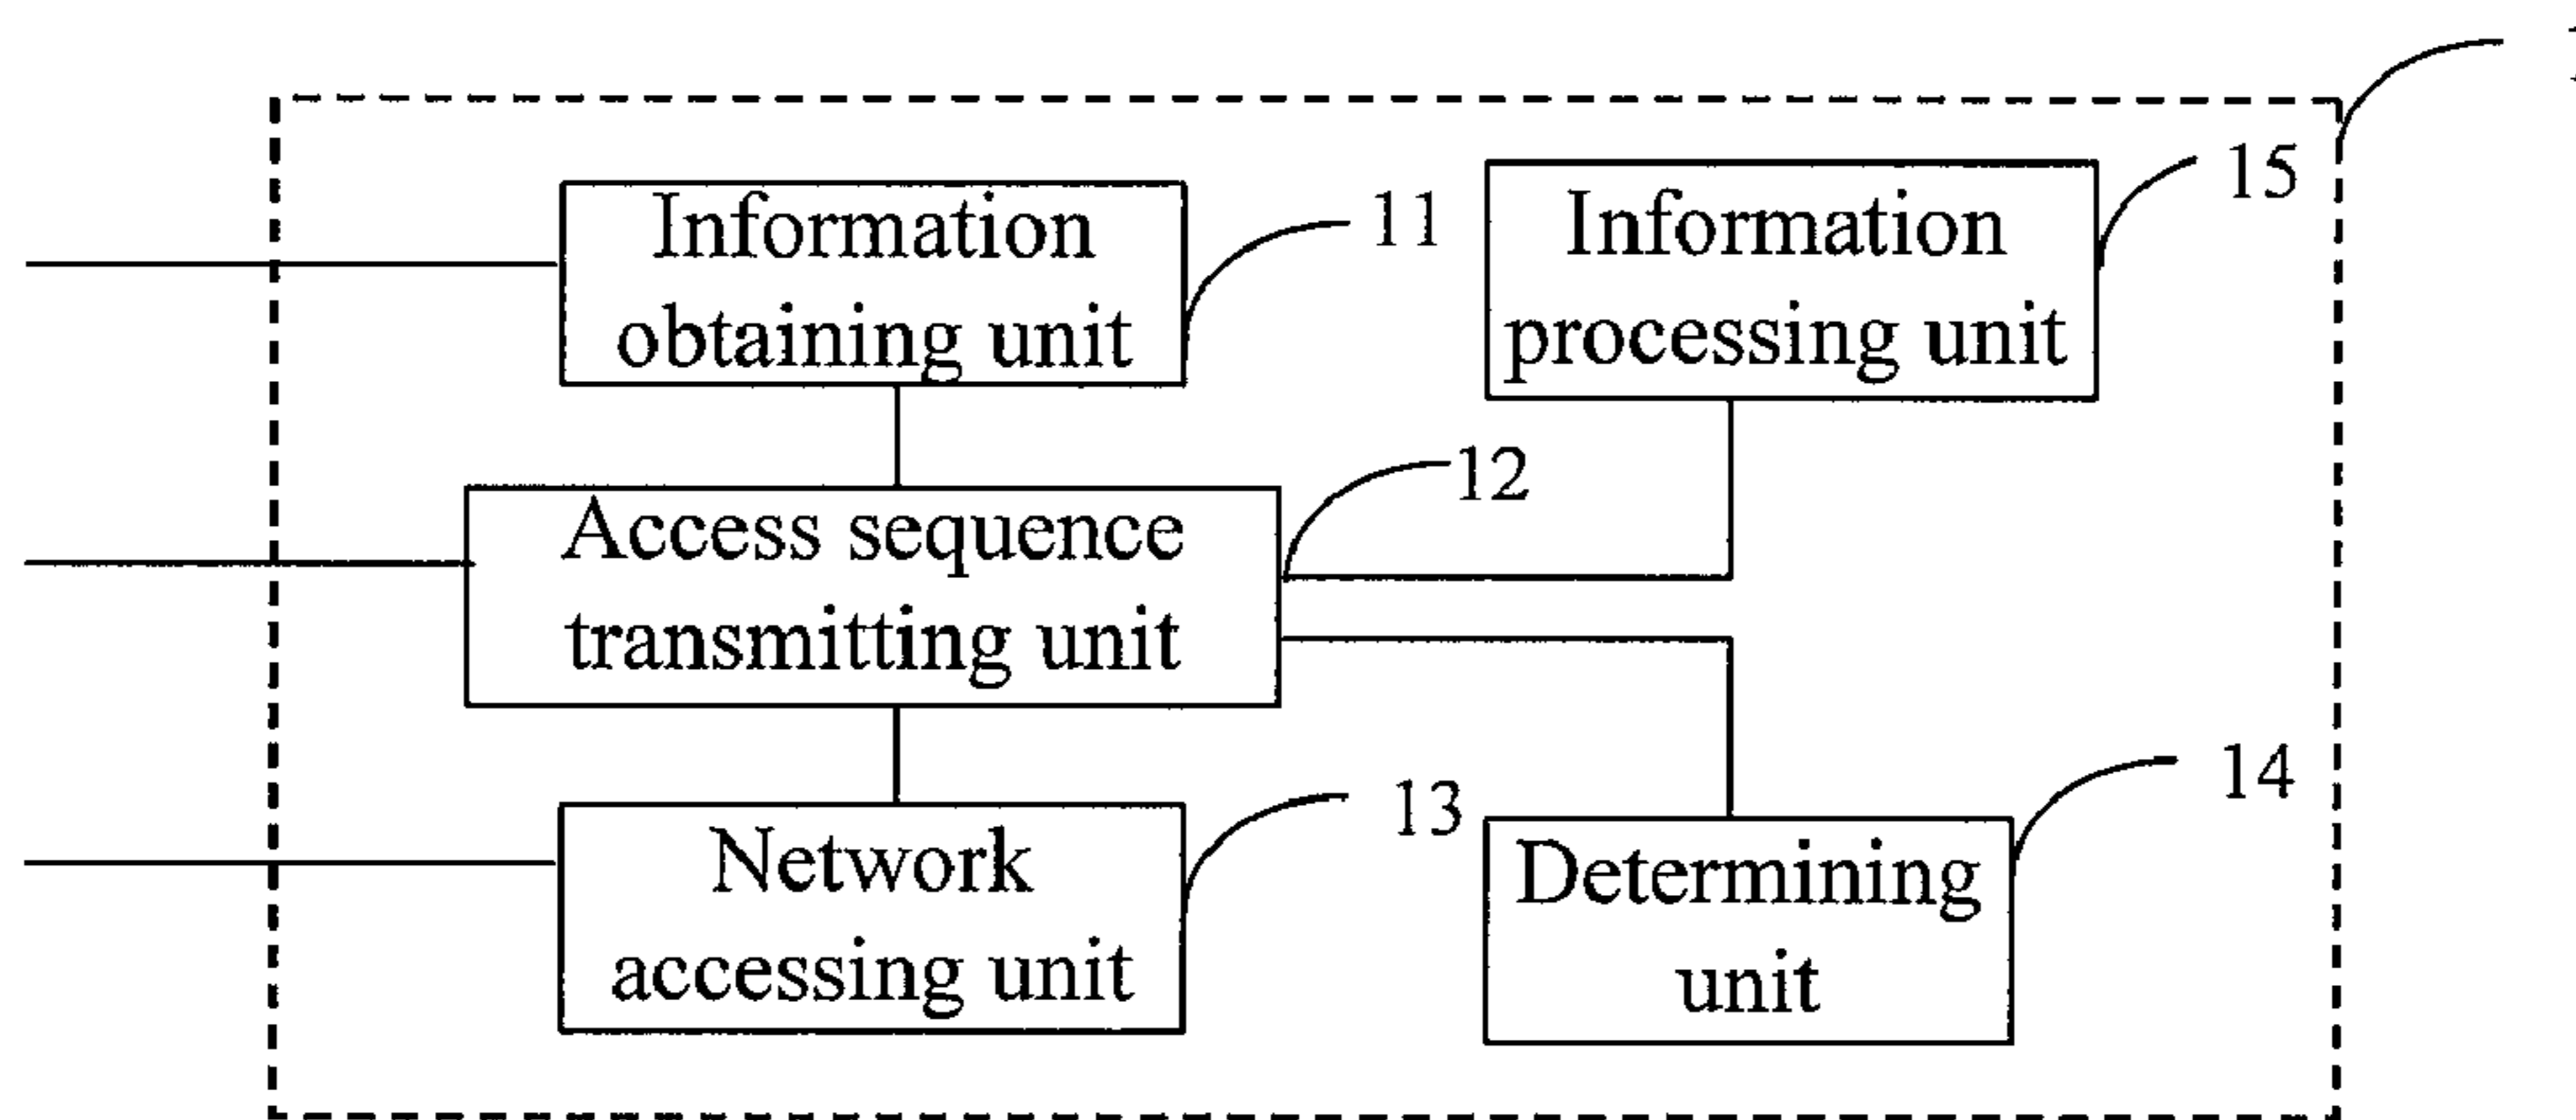 Information
obtaining unit
11
Information
processing unit
15
Access sequence
transmitting unit
12
Network
accessing unit
13
Determining
unit
14